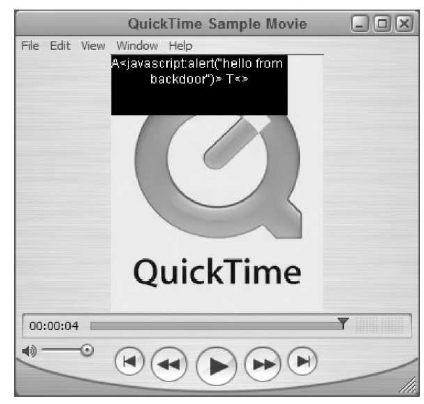 QuickTime Sample Movie
File Edit View Window Help
A<javascript:alert("hello from
backdoor")> T<>
QuickTime
00:00:04